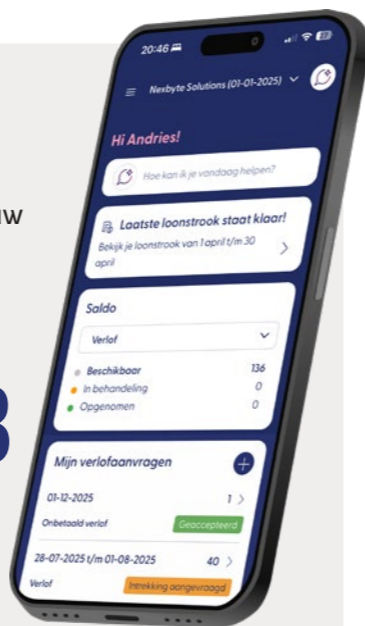 uw
3
20:46
Nexbyte Solutions (01-01-2025)
Hi Andries!
Hoe kan ik je vandaag helpen?
Laatste loonstrook staat klaar!
Bekijk je loonstrook van 1 april t/m 30
april
Saldo
Verlof
Beschikbaar 136
In behandeling 0
Opgenomen 0
Mijn verlofaanvragen
01-12-2025 1
Onbetaald verlof Geaccepteerd
28-07-2025 t/m 01-08-2025 40
Verlof Intrekking aangevraagd